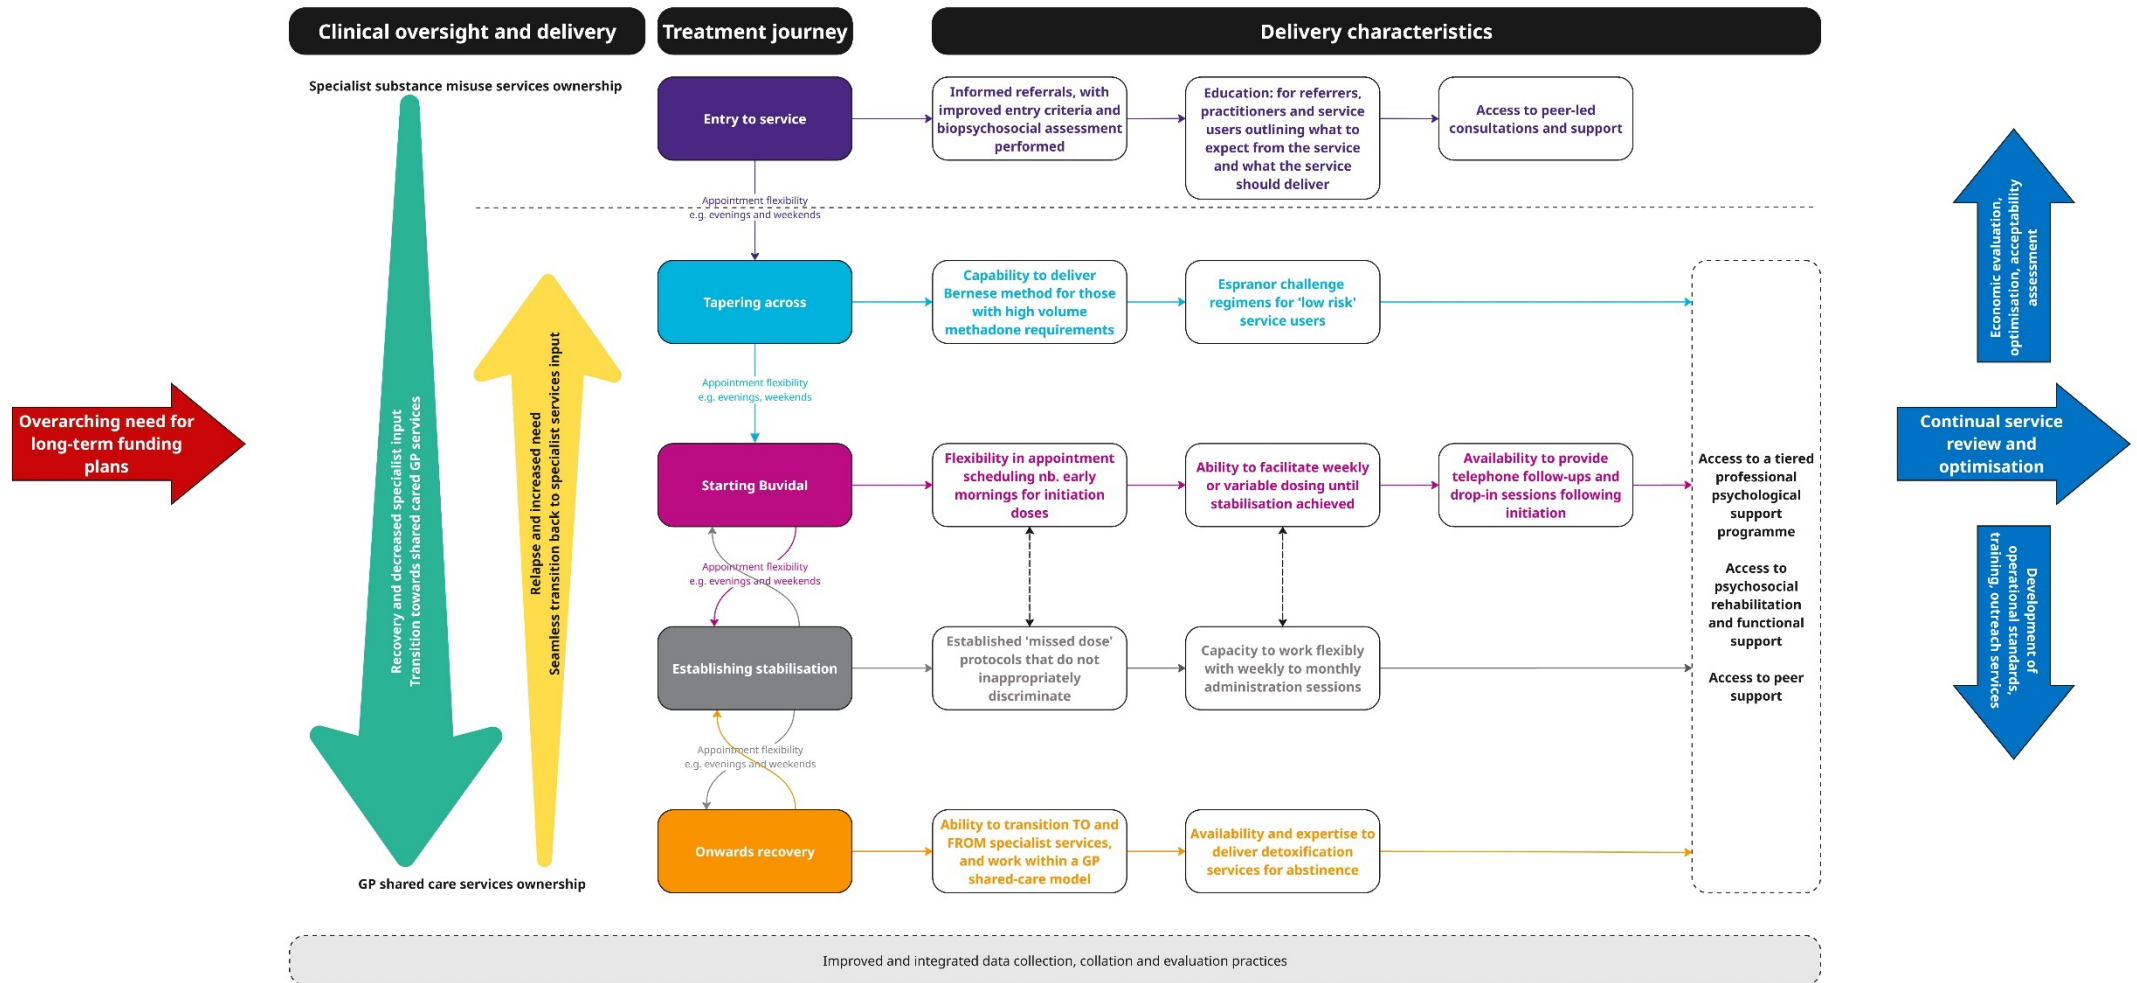 Clinical oversight and delivery
Treatment journey
Delivery characteristics
Specialist substance misuse services ownership
Entry to service
Informed referrals, with
improved entry criteria and
biopsychosocial assessment
performed
Education: for referrers,
practitioners and service
users outlining what to
expect from the service
and what the service
should deliver
Access to peer-led
consultations and support
Appointment flexibility
e.g. evenings and weekends
Tapering across
Capability to deliver
Bernese method for those
with high volume
methadone requirements
Espranor challenge
regimens for 'low risk'
service users
Appointment flexibility
e.g. evenings, weekends
Overarching need for
long-term funding
plans
Recovery and decreased specialist input
Transition towards shared cared GP services
Relapse and increased need
Seamless transition back to specialist services input
Starting Buvidal
Flexibility in appointment
scheduling nb. early
mornings for initiation
doses
Ability to facilitate weekly
or variable dosing until
stabilisation achieved
Availability to provide
telephone follow-ups and
drop-in sessions following
initiation
Appointment flexibility
e.g. evenings and weekends
Establishing stabilisation
Established 'missed dose'
protocols that do not
inappropriately
discriminate
Capacity to work flexibly
with weekly to monthly
administration sessions
Appointment flexibility
e.g. evenings and weekends
Onwards recovery
Ability to transition TO and
FROM specialist services,
and work within a GP
shared-care model
Availability and expertise to
deliver detoxification
services for abstinence
Access to a tiered
professional
psychological
support
programme
Access to
psychosocial
rehabilitation
and functional
support
Access to peer
support
Economic evaluation,
optimisation, acceptability
assessment
Continual service
review and
optimisation
Development of
operational standards,
training, outreach services
GP shared care services ownership
Improved and integrated data collection, collation and evaluation practices